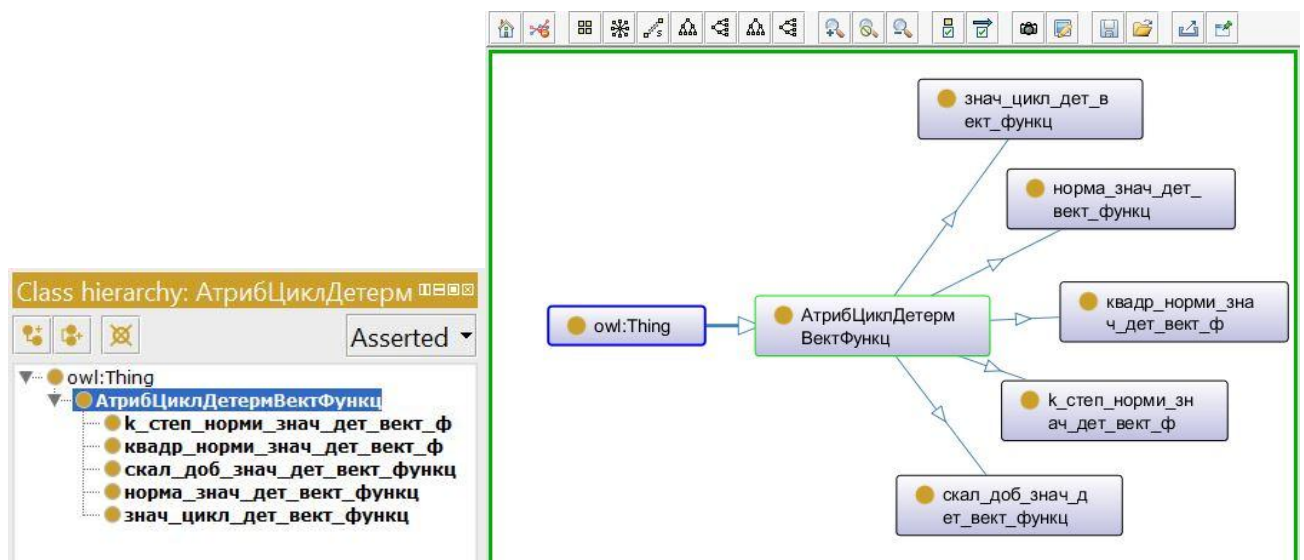 Class hierarchy: АтрибЦиклДетерм
Asserted
owl:Thing
АтрибЦиклДетермВектФункц
k_степ_норми_знач_дет_вект_ф
квадр_норми_знач_дет_вект_ф
скал_доб_знач_дет_вект_функц
норма_знач_дет_вект_функц
знач_цикл_дет_вект_функц
знач_цикл_дет_в
ект_функц
норма_знач_дет_
вект_функц
owl:Thing
АтрибЦиклДетерм
ВектФункц
квадр_норми_зна
ч_дет_вект_ф
k_степ_норми_зн
ач_дет_вект_ф
скал_доб_знач_д
ет_вект_функц